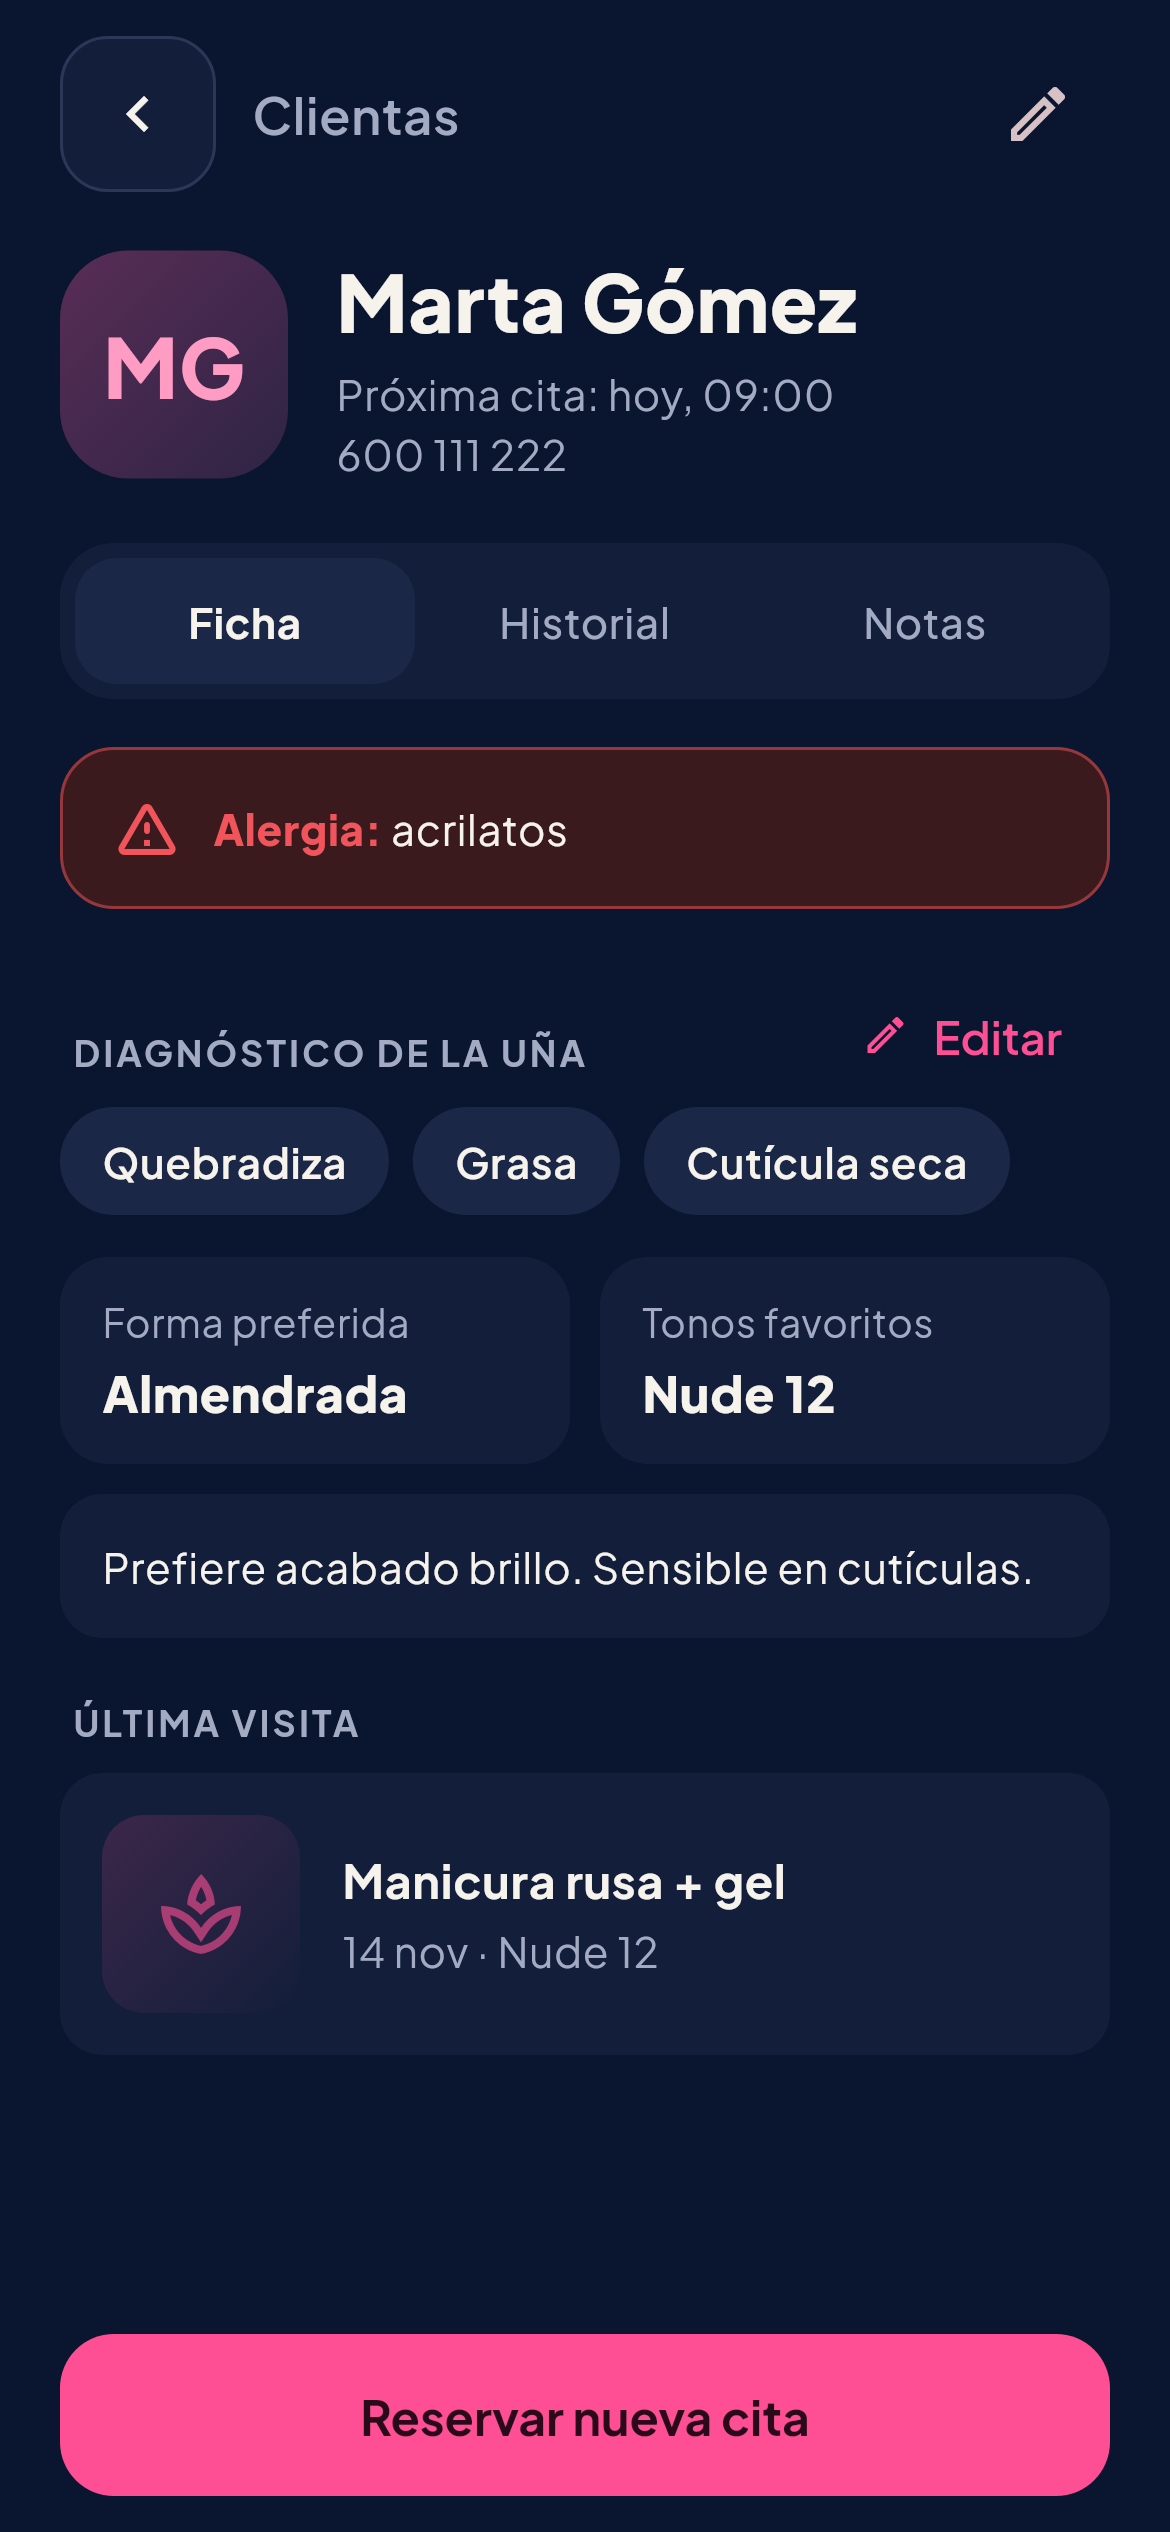 Clientas
MG
Marta Gómez
Próxima cita: hoy, 09:00
600 111 222
Ficha
Historial
Notas
Alergia: acrilatos
DIAGNÓSTICO DE LA UÑA
Editar
Quebradiza
Grasa
Cutícula seca
Forma preferida
Almendrada
Tonos favoritos
Nude 12
Prefiere acabado brillo. Sensible en cutículas.
ÚLTIMA VISITA
Manicura rusa + gel
14 nov · Nude 12
Reservar nueva cita